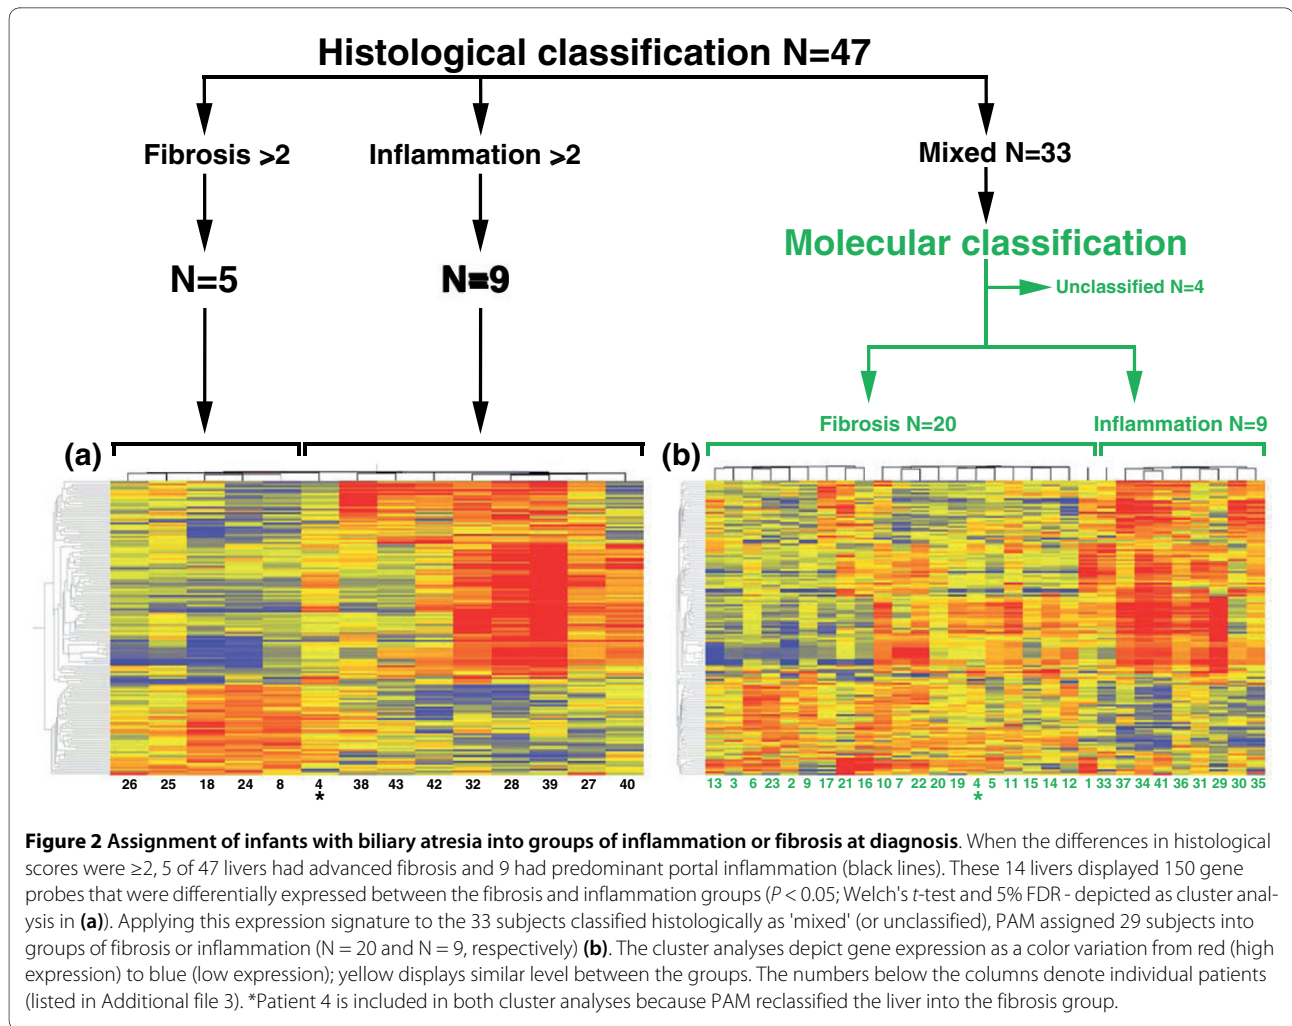 Histological classification N=47
Fibrosis >2
Inflammation >2
Mixed N=33
Molecular classification
N=5
N=9
Unclassified N=4
Fibrosis N=20
Inflammation N=9
(a)
(b)
26 25 18 24 8 4 38 43 42 32 28 39 27 40
*
13 3 6 23 2 9 17 21 16 10 7 22 20 19 4 5 11 15 14 12 1 33 37 34 41 36 31 29 30 35
*
Figure 2 Assignment of infants with biliary atresia into groups of inflammation or fibrosis at diagnosis. When the differences in histological
scores were ≥2, 5 of 47 livers had advanced fibrosis and 9 had predominant portal inflammation (black lines). These 14 livers displayed 150 gene
probes that were differentially expressed between the fibrosis and inflammation groups (P < 0.05; Welch's t-test and 5% FDR - depicted as cluster anal-
ysis in (a)). Applying this expression signature to the 33 subjects classified histologically as 'mixed' (or unclassified), PAM assigned 29 subjects into
groups of fibrosis or inflammation (N = 20 and N = 9, respectively) (b). The cluster analyses depict gene expression as a color variation from red (high
expression) to blue (low expression); yellow displays similar level between the groups. The numbers below the columns denote individual patients
(listed in Additional file 3). *Patient 4 is included in both cluster analyses because PAM reclassified the liver into the fibrosis group.